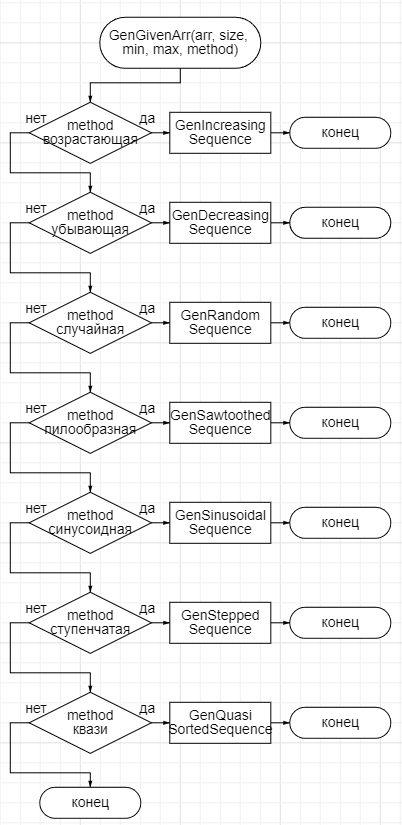 GenGivenArr(arr, size,
min, max, method)
нет
method
возрастающая
да
GenIncreasing
Sequence
конец
нет
method
убывающая
да
GenDecreasing
Sequence
конец
нет
method
случайная
да
GenRandom
Sequence
конец
нет
method
пилообразная
да
GenSawtoothed
Sequence
конец
нет
method
синусоидная
да
GenSinusoidal
Sequence
конец
нет
method
ступенчатая
да
GenStepped
Sequence
конец
нет
method
квази
да
GenQuasi
SortedSequence
конец
конец